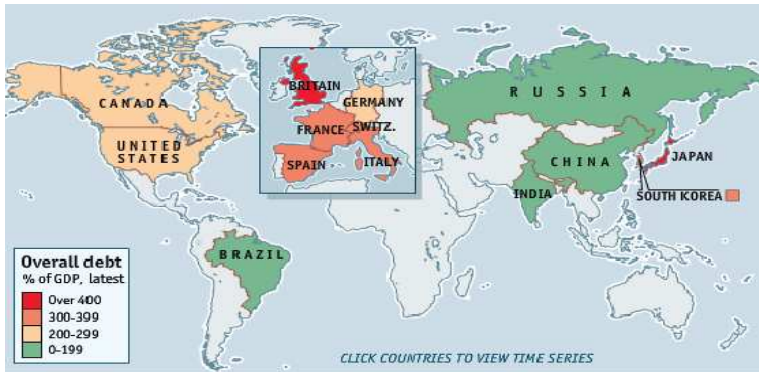 CANADA
UNITED
STATES
BRITAIN
GERMANY
FRANCE
SWITZ.
SPAIN
ITALY
RUSSIA
CHINA
JAPAN
INDIA
SOUTH KOREA
BRAZIL
Overall debt
% of GDP, latest
Over 400
300-399
200-299
0-199
CLICK COUNTRIES TO VIEW TIME SERIES